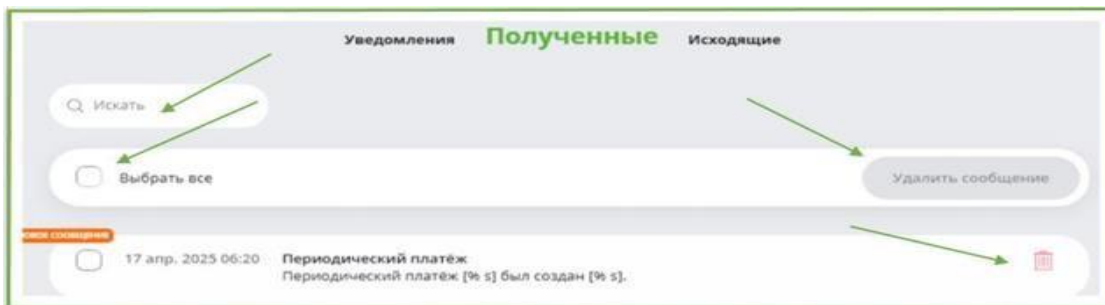 Уведомления Полученные Исходящие
Искать
Выбрать все Удалить сообщение
сообщение
17 апр. 2025 06:20 Периодический платёж
Периодический платёж [% s] был создан [% s].